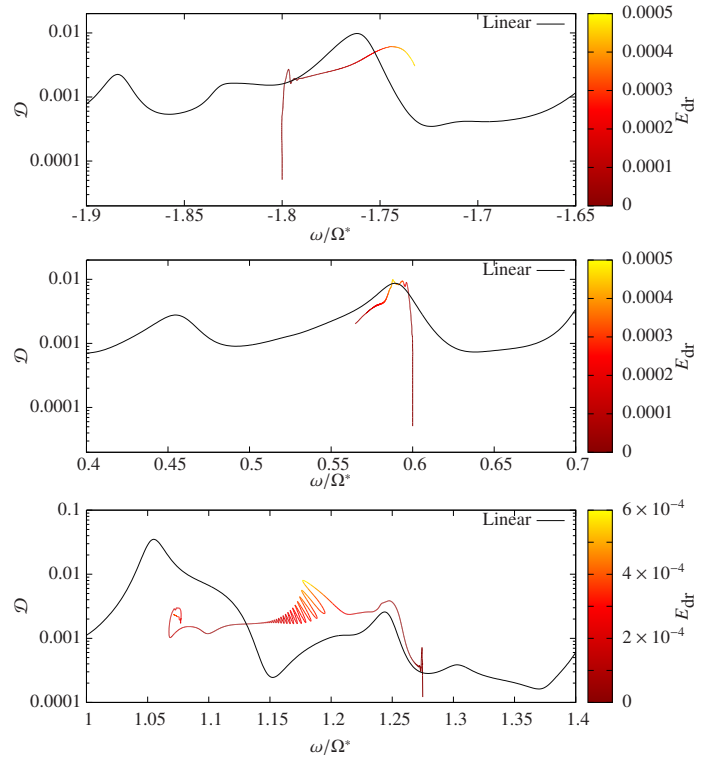 Linear
0.01
0.001
0.0001
𝒟
-1.9 -1.85 -1.8 -1.75 -1.7 -1.65
ω/Ω*
0.0005
0.0004
0.0003
0.0002
0.0001
0
E_dr
Linear
0.01
0.001
0.0001
𝒟
0.4 0.45 0.5 0.55 0.6 0.65 0.7
ω/Ω*
0.0005
0.0004
0.0003
0.0002
0.0001
0
E_dr
Linear
0.1
0.01
0.001
0.0001
𝒟
1 1.05 1.1 1.15 1.2 1.25 1.3 1.35 1.4
ω/Ω*
6 × 10⁻⁴
4 × 10⁻⁴
2 × 10⁻⁴
0
E_dr